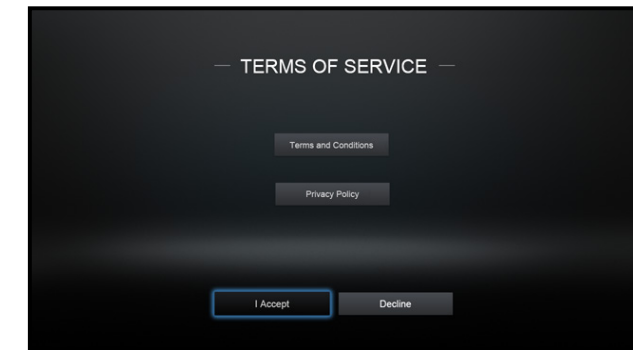 TERMS OF SERVICE
Terms and Conditions
Privacy Policy
I Accept Decline